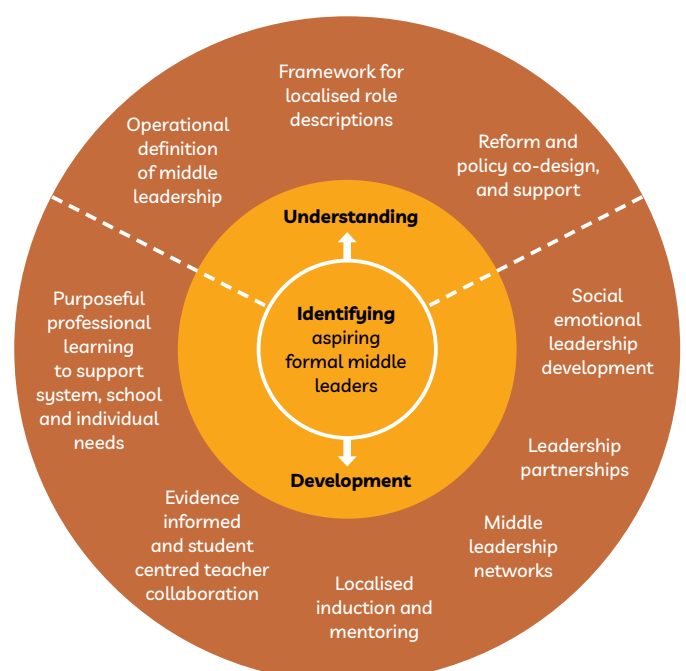 Framework for
localised role
descriptions
Operational
definition
of middle
leadership
Reform and
policy co-design,
and support
Understanding
Identifying
aspiring
formal middle
leaders
Development
Purposeful
professional
learning
to support
system, school
and individual
needs
Social
emotional
leadership
development
Leadership
partnerships
Evidence
informed
and student
centred teacher
collaboration
Middle
leadership
networks
Localised
induction and
mentoring